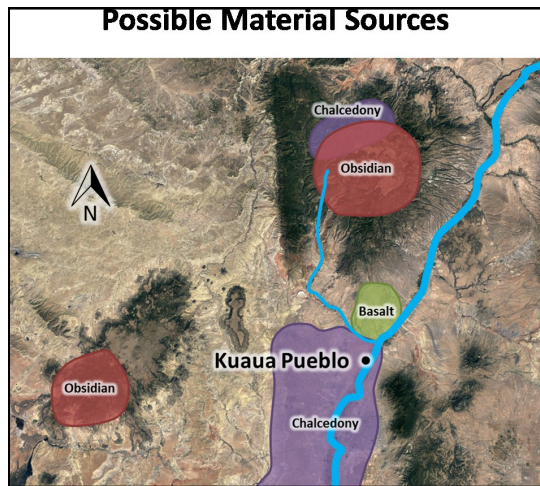 Possible Material Sources
Chalcedony
Obsidian
N
Basalt
Kuaua Pueblo
Obsidian
Chalcedony